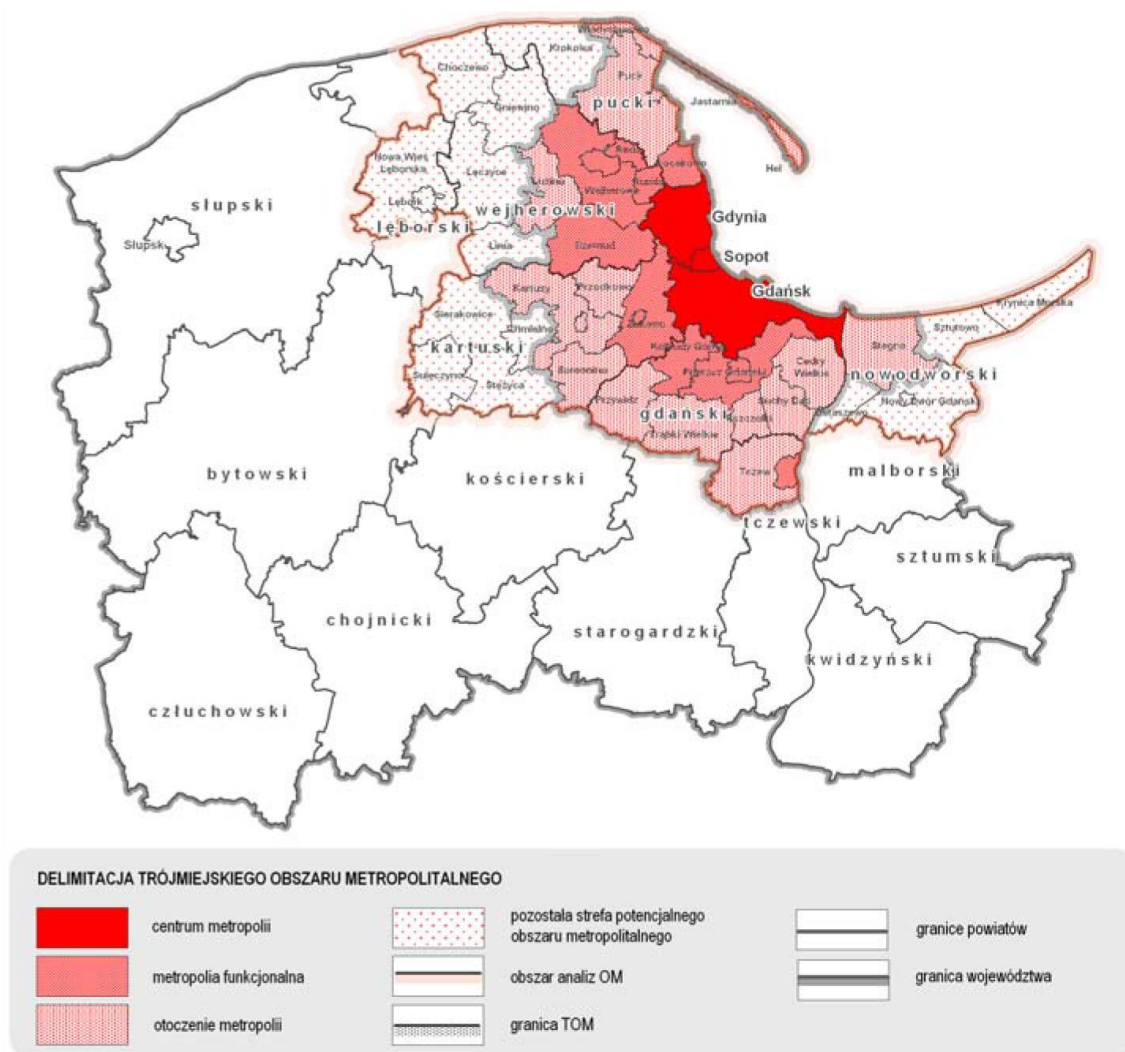 Krokowa
Choczewo
Puck
pucki
Jastarnia
Gniewino
Hel
Reda
Kosakowo
Nowa Wieś
Lęborska
Łęczyce
Luzino
Wejherowo
Rumia
Lębork
słupski
wejherowski
Gdynia
lęborski
Słupsk
Linia
Szemud
Sopot
Kartuzy
Przodkowo
Gdańsk
Krynica Morska
Sierakowice
Chmielno
Żukowo
Sztutowo
kartuski
Kolbudy Górne
Stegna
Cedry
Wielkie
Sulęczyno
Stężyca
Somonino
Pruszcz Gdański
nowodworski
Przywidz
gdański
Suchy Dąb
Nowy Dwór Gdański
Pszczółki
Ostaszewo
Trąbki Wielkie
bytowski
kościerski
Tczew
malborski
tczewski
sztumski
chojnicki
starogardzki
kwidzyński
człuchowski
DELIMITACJA TRÓJMIEJSKIEGO OBSZARU METROPOLITALNEGO
centrum metropolii
metropolia funkcjonalna
otoczenie metropolii
pozostała strefa potencjalnego
obszaru metropolitalnego
obszar analiz OM
granica TOM
granice powiatów
granica województwa